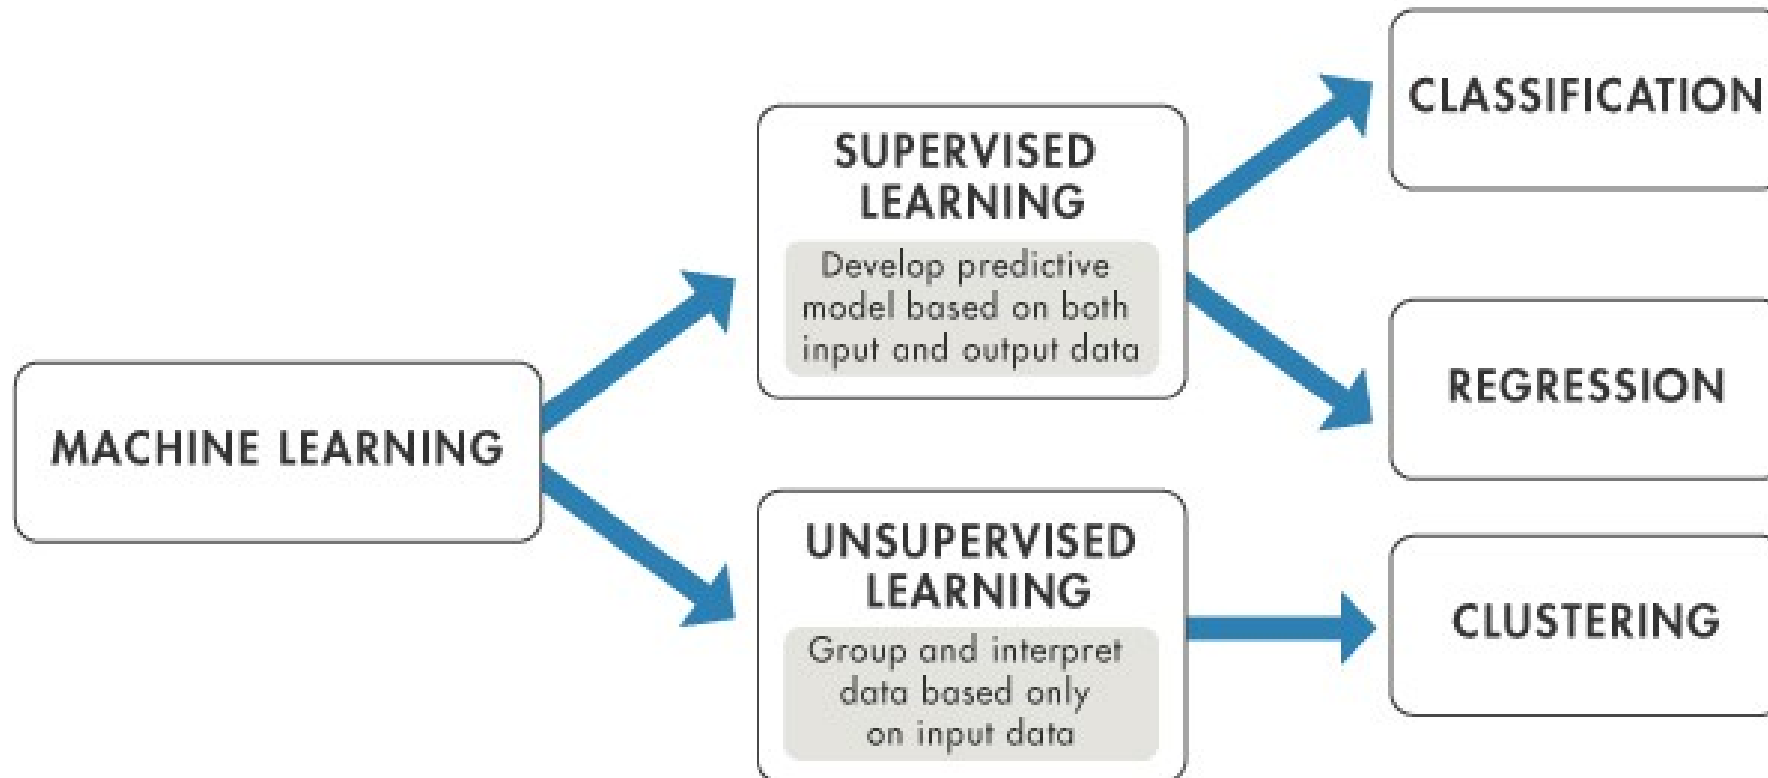 MACHINE LEARNING
SUPERVISED
LEARNING
Develop predictive
model based on both
input and output data
UNSUPERVISED
LEARNING
Group and interpret
data based only
on input data
CLASSIFICATION
REGRESSION
CLUSTERING